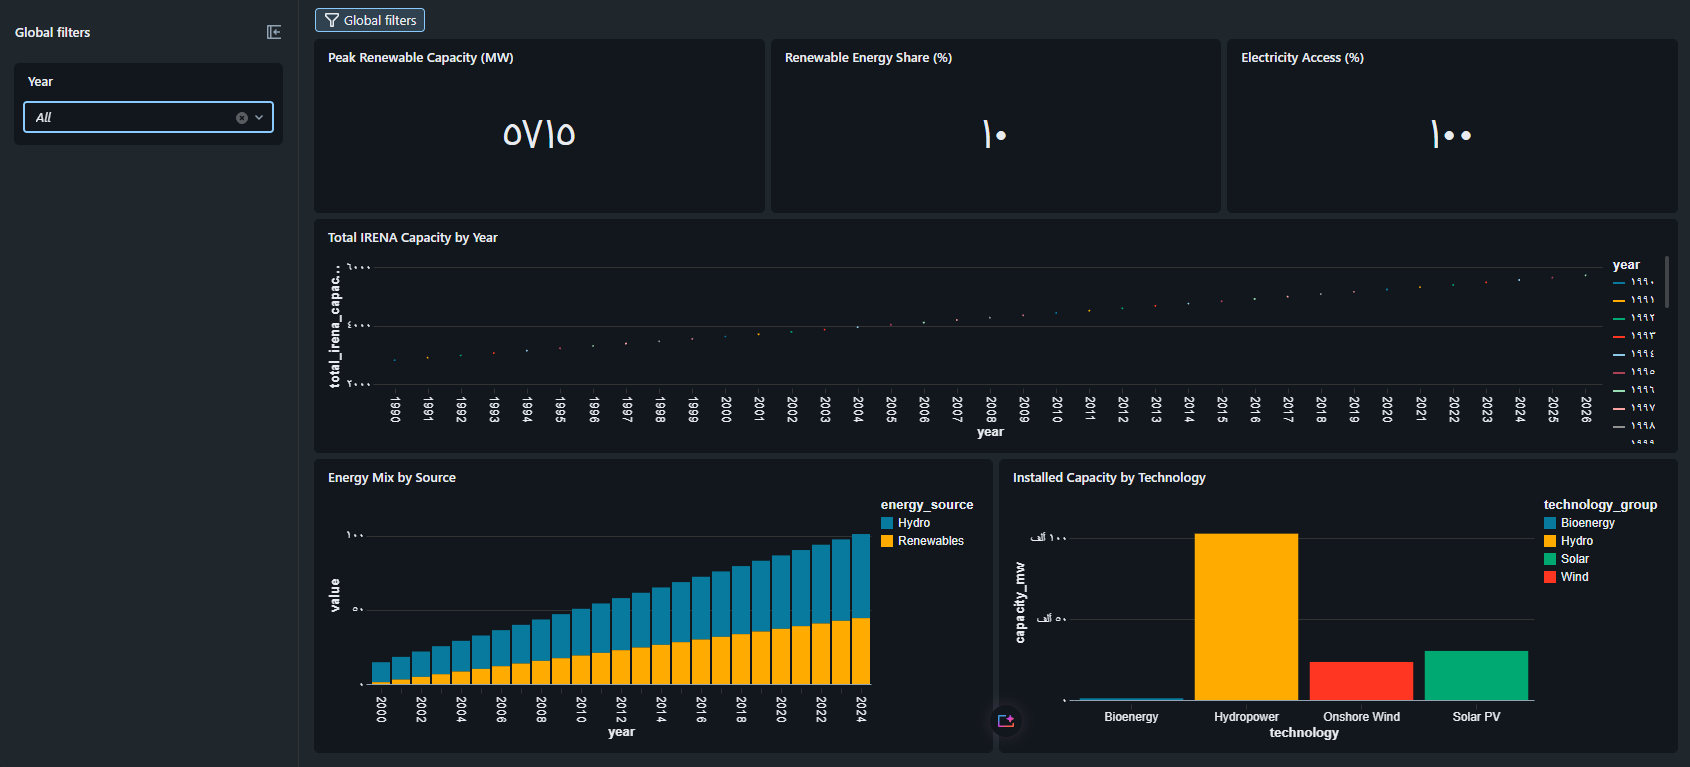 Global filters
Year
All
Global filters
Peak Renewable Capacity (MW)
٥٧١٥
Renewable Energy Share (%)
١٠
Electricity Access (%)
١٠٠
Total IRENA Capacity by Year
total_irena_capac...
٦٠٠٠
٤٠٠٠
٢٠٠٠
1990 1991 1992 1993 1994 1995 1996 1997 1998 1999 2000 2001 2002 2003 2004 2005 2006 2007 2008 2009 2010 2011 2012 2013 2014 2015 2016 2017 2018 2019 2020 2021 2022 2023 2024 2025 2026
year
year
١٩٩٠
١٩٩١
١٩٩٢
١٩٩٣
١٩٩٤
١٩٩٥
١٩٩٦
١٩٩٧
١٩٩٨
١٩٩٩
Energy Mix by Source
value
١٠٠
٥٠
٠
2000 2002 2004 2006 2008 2010 2012 2014 2016 2018 2020 2022 2024
year
energy_source
Hydro
Renewables
Installed Capacity by Technology
capacity_mw
١٠٠ ألف
٥٠ ألف
٠
Bioenergy Hydropower Onshore Wind Solar PV
technology
technology_group
Bioenergy
Hydro
Solar
Wind